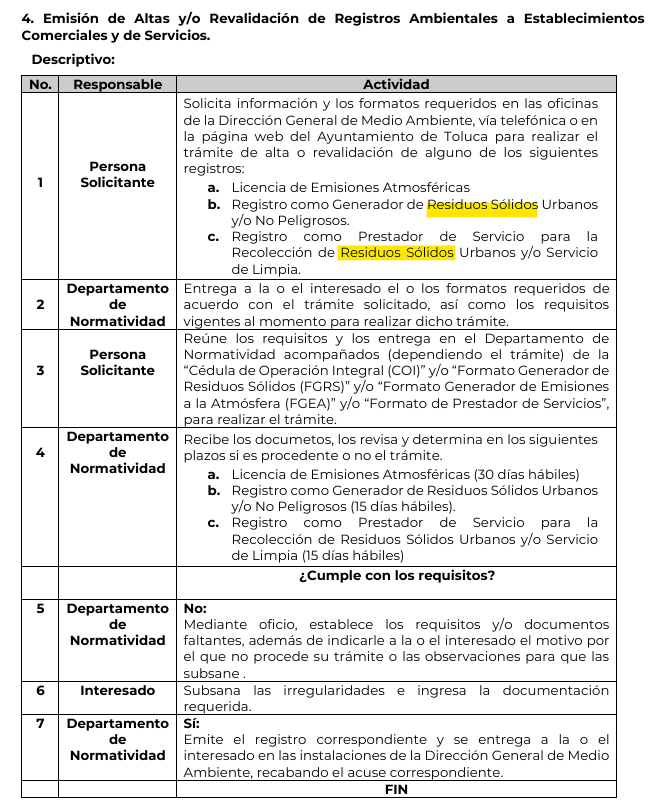 4. Emisión de Altas y/o Revalidación de Registros Ambientales a Establecimientos
Comerciales y de Servicios.
Descriptivo:
No. Responsable Actividad
1
Persona
Solicitante
Solicita información y los formatos requeridos en las oficinas
de la Dirección General de Medio Ambiente, vía telefónica o en
la página web del Ayuntamiento de Toluca para realizar el
trámite de alta o revalidación de alguno de los siguientes
registros:
a. Licencia de Emisiones Atmosféricas
b. Registro como Generador de Residuos Sólidos Urbanos
y/o No Peligrosos.
c. Registro como Prestador de Servicio para la
Recolección de Residuos Sólidos Urbanos y/o Servicio
de Limpia.
2
Departamento
de
Normatividad
Entrega a la o el interesado el o los formatos requeridos de
acuerdo con el trámite solicitado, así como los requisitos
vigentes al momento para realizar dicho trámite.
3
Persona
Solicitante
Reúne los requisitos y los entrega en el Departamento de
Normatividad acompañados (dependiendo el trámite) de la
“Cédula de Operación Integral (COI)” y/o “Formato Generador de
Residuos Sólidos (FGRS)” y/o “Formato Generador de Emisiones
a la Atmósfera (FGEA)” y/o “Formato de Prestador de Servicios”,
para realizar el trámite.
4
Departamento
de
Normatividad
Recibe los documetos, los revisa y determina en los siguientes
plazos si es procedente o no el trámite.
a. Licencia de Emisiones Atmosféricas (30 días hábiles)
b. Registro como Generador de Residuos Sólidos Urbanos
y/o No Peligrosos (15 días hábiles).
c. Registro como Prestador de Servicio para la
Recolección de Residuos Sólidos Urbanos y/o Servicio
de Limpia (15 días hábiles)
¿Cumple con los requisitos?
5
Departamento
de
Normatividad
No:
Mediante oficio, establece los requisitos y/o documentos
faltantes, además de indicarle a la o el interesado el motivo por
el que no procede su trámite o las observaciones para que las
subsane .
6
Interesado
Subsana las irregularidades e ingresa la documentación
requerida.
7
Departamento
de
Normatividad
Sí:
Emite el registro correspondiente y se entrega a la o el
interesado en las instalaciones de la Dirección General de Medio
Ambiente, recabando el acuse correspondiente.
FIN